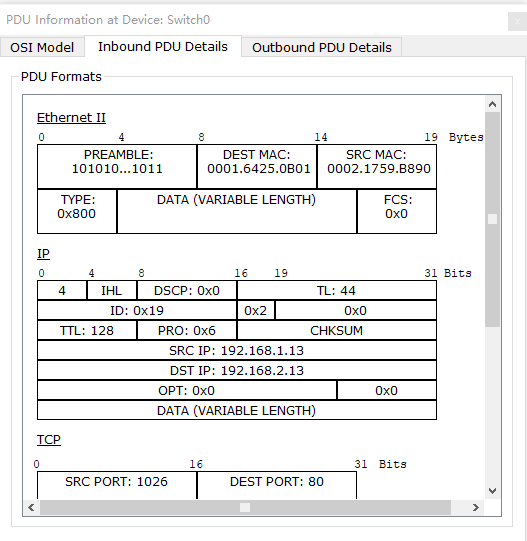 PDU Information at Device: Switch0
OSI Model Inbound PDU Details Outbound PDU Details
PDU Formats
Ethernet II
0 4 8 14 19 Bytes
PREAMBLE: 101010...1011 DEST MAC: 0001.6425.0B01 SRC MAC: 0002.1759.B890
TYPE: 0x800 DATA (VARIABLE LENGTH) FCS: 0x0
IP
0 4 8 16 19 31 Bits
4 IHL DSCP: 0x0 TL: 44
ID: 0x19 0x2 0x0
TTL: 128 PRO: 0x6 CHKSUM
SRC IP: 192.168.1.13
DST IP: 192.168.2.13
OPT: 0x0 0x0
DATA (VARIABLE LENGTH)
TCP
0 16 31 Bits
SRC PORT: 1026 DEST PORT: 80